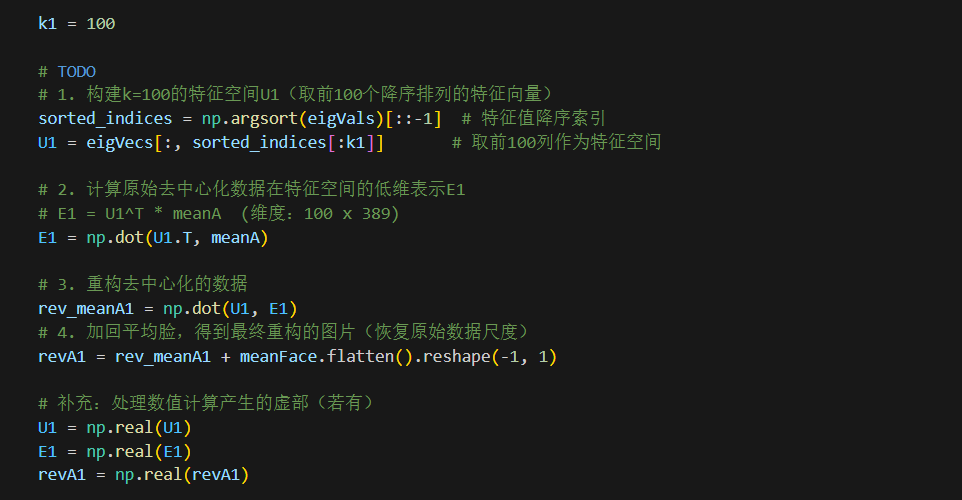 k1 = 100
# TODO
# 1. 构建k=100的特征空间U1（取前100个降序排列的特征向量）
sorted_indices = np.argsort(eigVals)[::-1]  # 特征值降序索引
U1 = eigVecs[:, sorted_indices[:k1]]       # 取前100列作为特征空间
# 2. 计算原始去中心化数据在特征空间的低维表示E1
# E1 = U1^T * meanA （维度：100 x 389)
E1 = np.dot(U1.T, meanA)
# 3. 重构去中心化的数据
rev_meanA1 = np.dot(U1, E1)
# 4. 加回平均脸，得到最终重构的图片（恢复原始数据尺度）
revA1 = rev_meanA1 + meanFace.flatten().reshape(-1, 1)
# 补充：处理数值计算产生的虚部（若有）
U1 = np.real(U1)
E1 = np.real(E1)
revA1 = np.real(revA1)